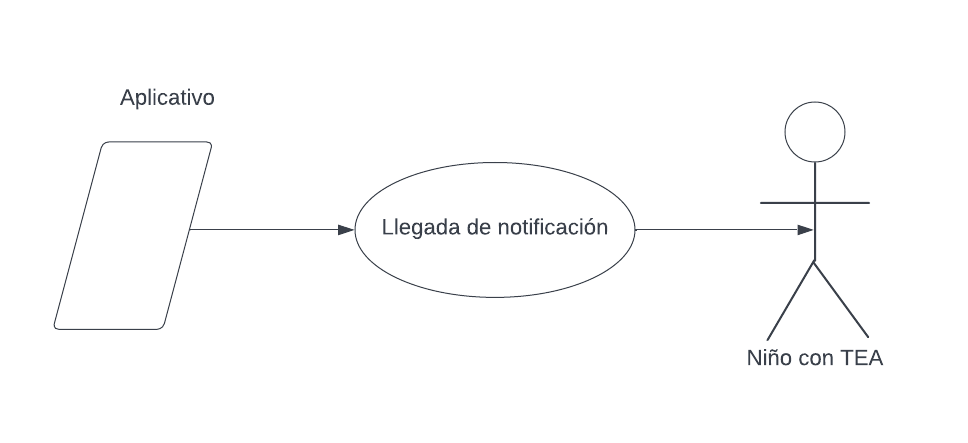 Aplicativo
Llegada de notificación
Niño con TEA